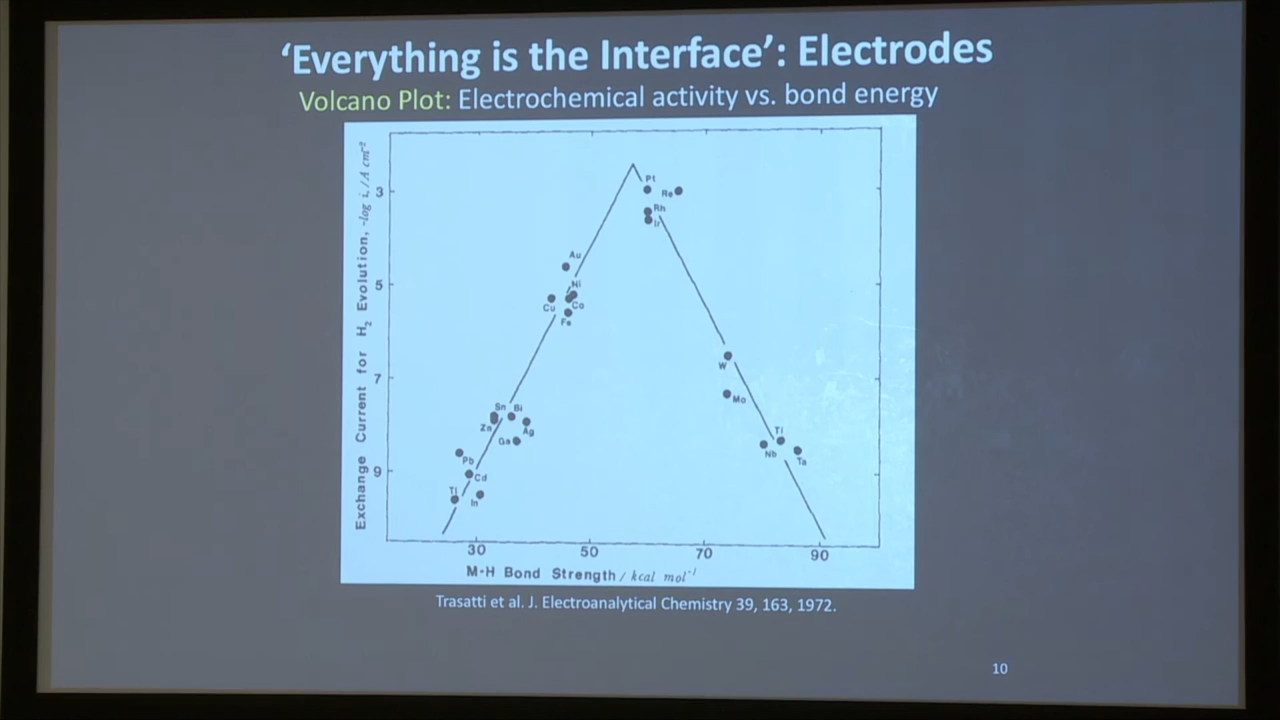 ‘Everything is the Interface’: Electrodes
Volcano Plot: Electrochemical activity vs. bond energy
Exchange Current for H2 Evolution, -log i, /A cm-2
3
5
7
9
Pt
Re
Rh
Ir
Au
Ni
Cu
Co
Fe
W
Mo
Sn
Bi
Zn
Ag
Ga
Ti
Nb
Ta
Pb
Cd
Tl
In
30
50
70
90
M-H Bond Strength / kcal mol-1
Trasatti et al. J. Electroanalytical Chemistry 39, 163, 1972.
10